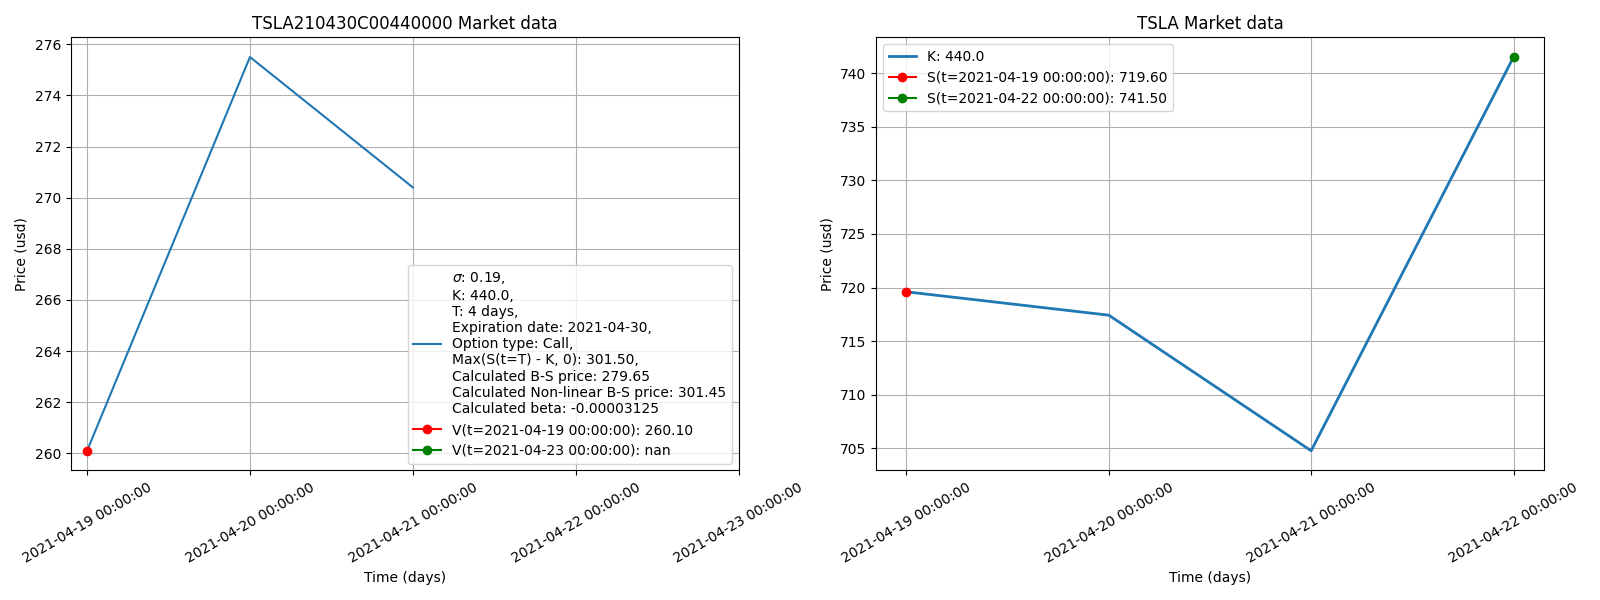 TSLA210430C00440000 Market data
276
274
272
270
268
266
264
262
260
Price (usd)
σ: 0.19,
K: 440.0,
T: 4 days,
Expiration date: 2021-04-30,
Option type: Call,
Max(S(t=T) - K, 0): 301.50,
Calculated B-S price: 279.65
Calculated Non-linear B-S price: 301.45
Calculated beta: -0.00003125
V(t=2021-04-19 00:00:00): 260.10
V(t=2021-04-23 00:00:00): nan
2021-04-19 00:00:00
2021-04-20 00:00:00
2021-04-21 00:00:00
2021-04-22 00:00:00
2021-04-23 00:00:00
Time (days)
TSLA Market data
K: 440.0
S(t=2021-04-19 00:00:00): 719.60
S(t=2021-04-22 00:00:00): 741.50
740
735
730
725
720
715
710
705
Price (usd)
2021-04-19 00:00:00
2021-04-20 00:00:00
2021-04-21 00:00:00
2021-04-22 00:00:00
Time (days)